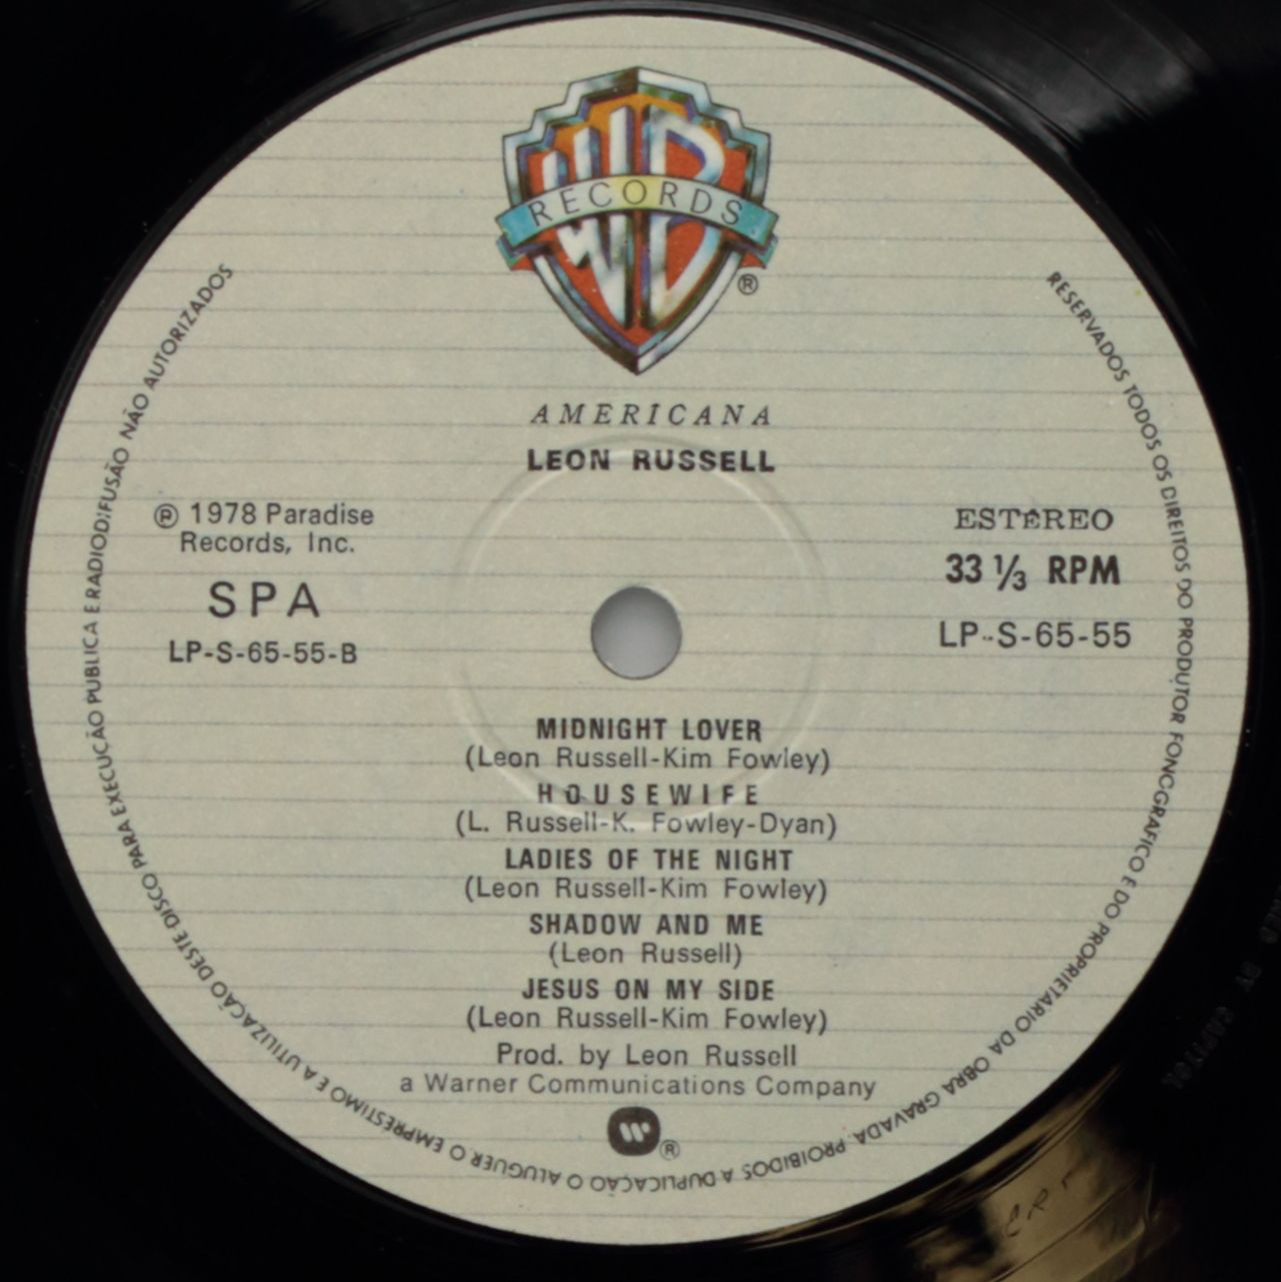 WB
RECORDS
®
AMERICANA
LEON RUSSELL
℗ 1978 Paradise
Records, Inc.
SPA
LP-S-65-55-B
ESTÊREO
33 1/3 RPM
LP-S-65-55
MIDNIGHT LOVER
(Leon Russell-Kim Fowley)
HOUSEWIFE
(L. Russell-K. Fowley-Dyan)
LADIES OF THE NIGHT
(Leon Russell-Kim Fowley)
SHADOW AND ME
(Leon Russell)
JESUS ON MY SIDE
(Leon Russell-Kim Fowley)
Prod. by Leon Russell
a Warner Communications Company
®
RESERVADOS TODOS OS DIREITOS DO PRODUTOR FONOGRAFICO E DO PROPRIETARIO DA OBRA GRAVADA. PROIBIDOS A DUPLICAÇÃO O ALUGUER O EMPRESTIMO E A UTILIZAÇÃO DESTE DISCO PARA EXECUÇÃO PUBLICA E RADIODIFUSÃO NÃO AUTORIZADOS